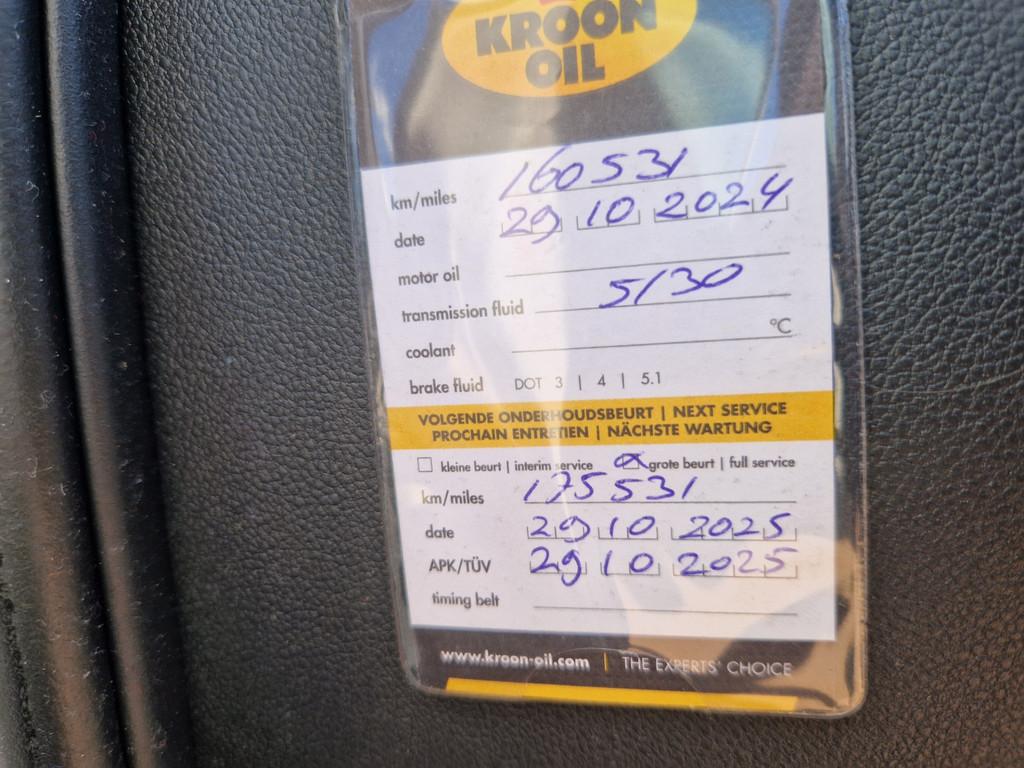 KROON
OIL
km/miles 160531
date 29 10 2024
motor oil
transmission fluid 5/30
°C
coolant
brake fluid DOT 3 | 4 | 5.1
VOLGENDE ONDERHOUDSBEURT | NEXT SERVICE
PROCHAIN ENTRETIEN | NÄCHSTE WARTUNG
kleine beurt | interim service grote beurt | full service
km/miles 175531
date 29 10 2025
APK/TÜV 29 10 2025
timing belt
www.kroon-oil.com | THE EXPERTS' CHOICE